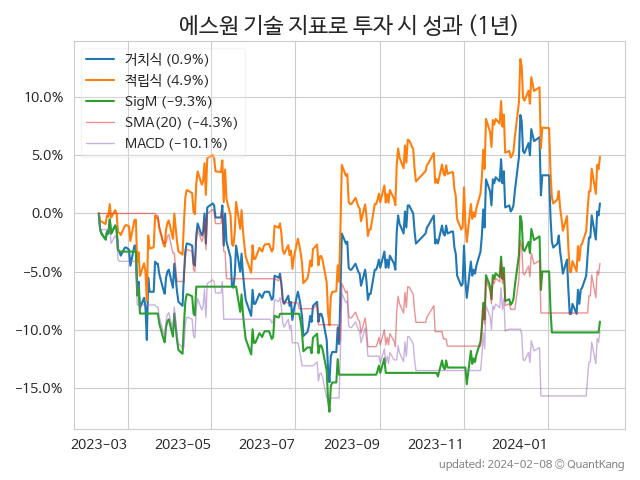 에스원 기술 지표로 투자 시 성과 (1년)
거치식 (0.9%)
적립식 (4.9%)
SigM (−9.3%)
SMA(20) (−4.3%)
MACD (−10.1%)
10.0%
5.0%
0.0%
−5.0%
−10.0%
−15.0%
2023-03 2023-05 2023-07 2023-09 2023-11 2024-01
updated: 2024-02-08 © QuantKang